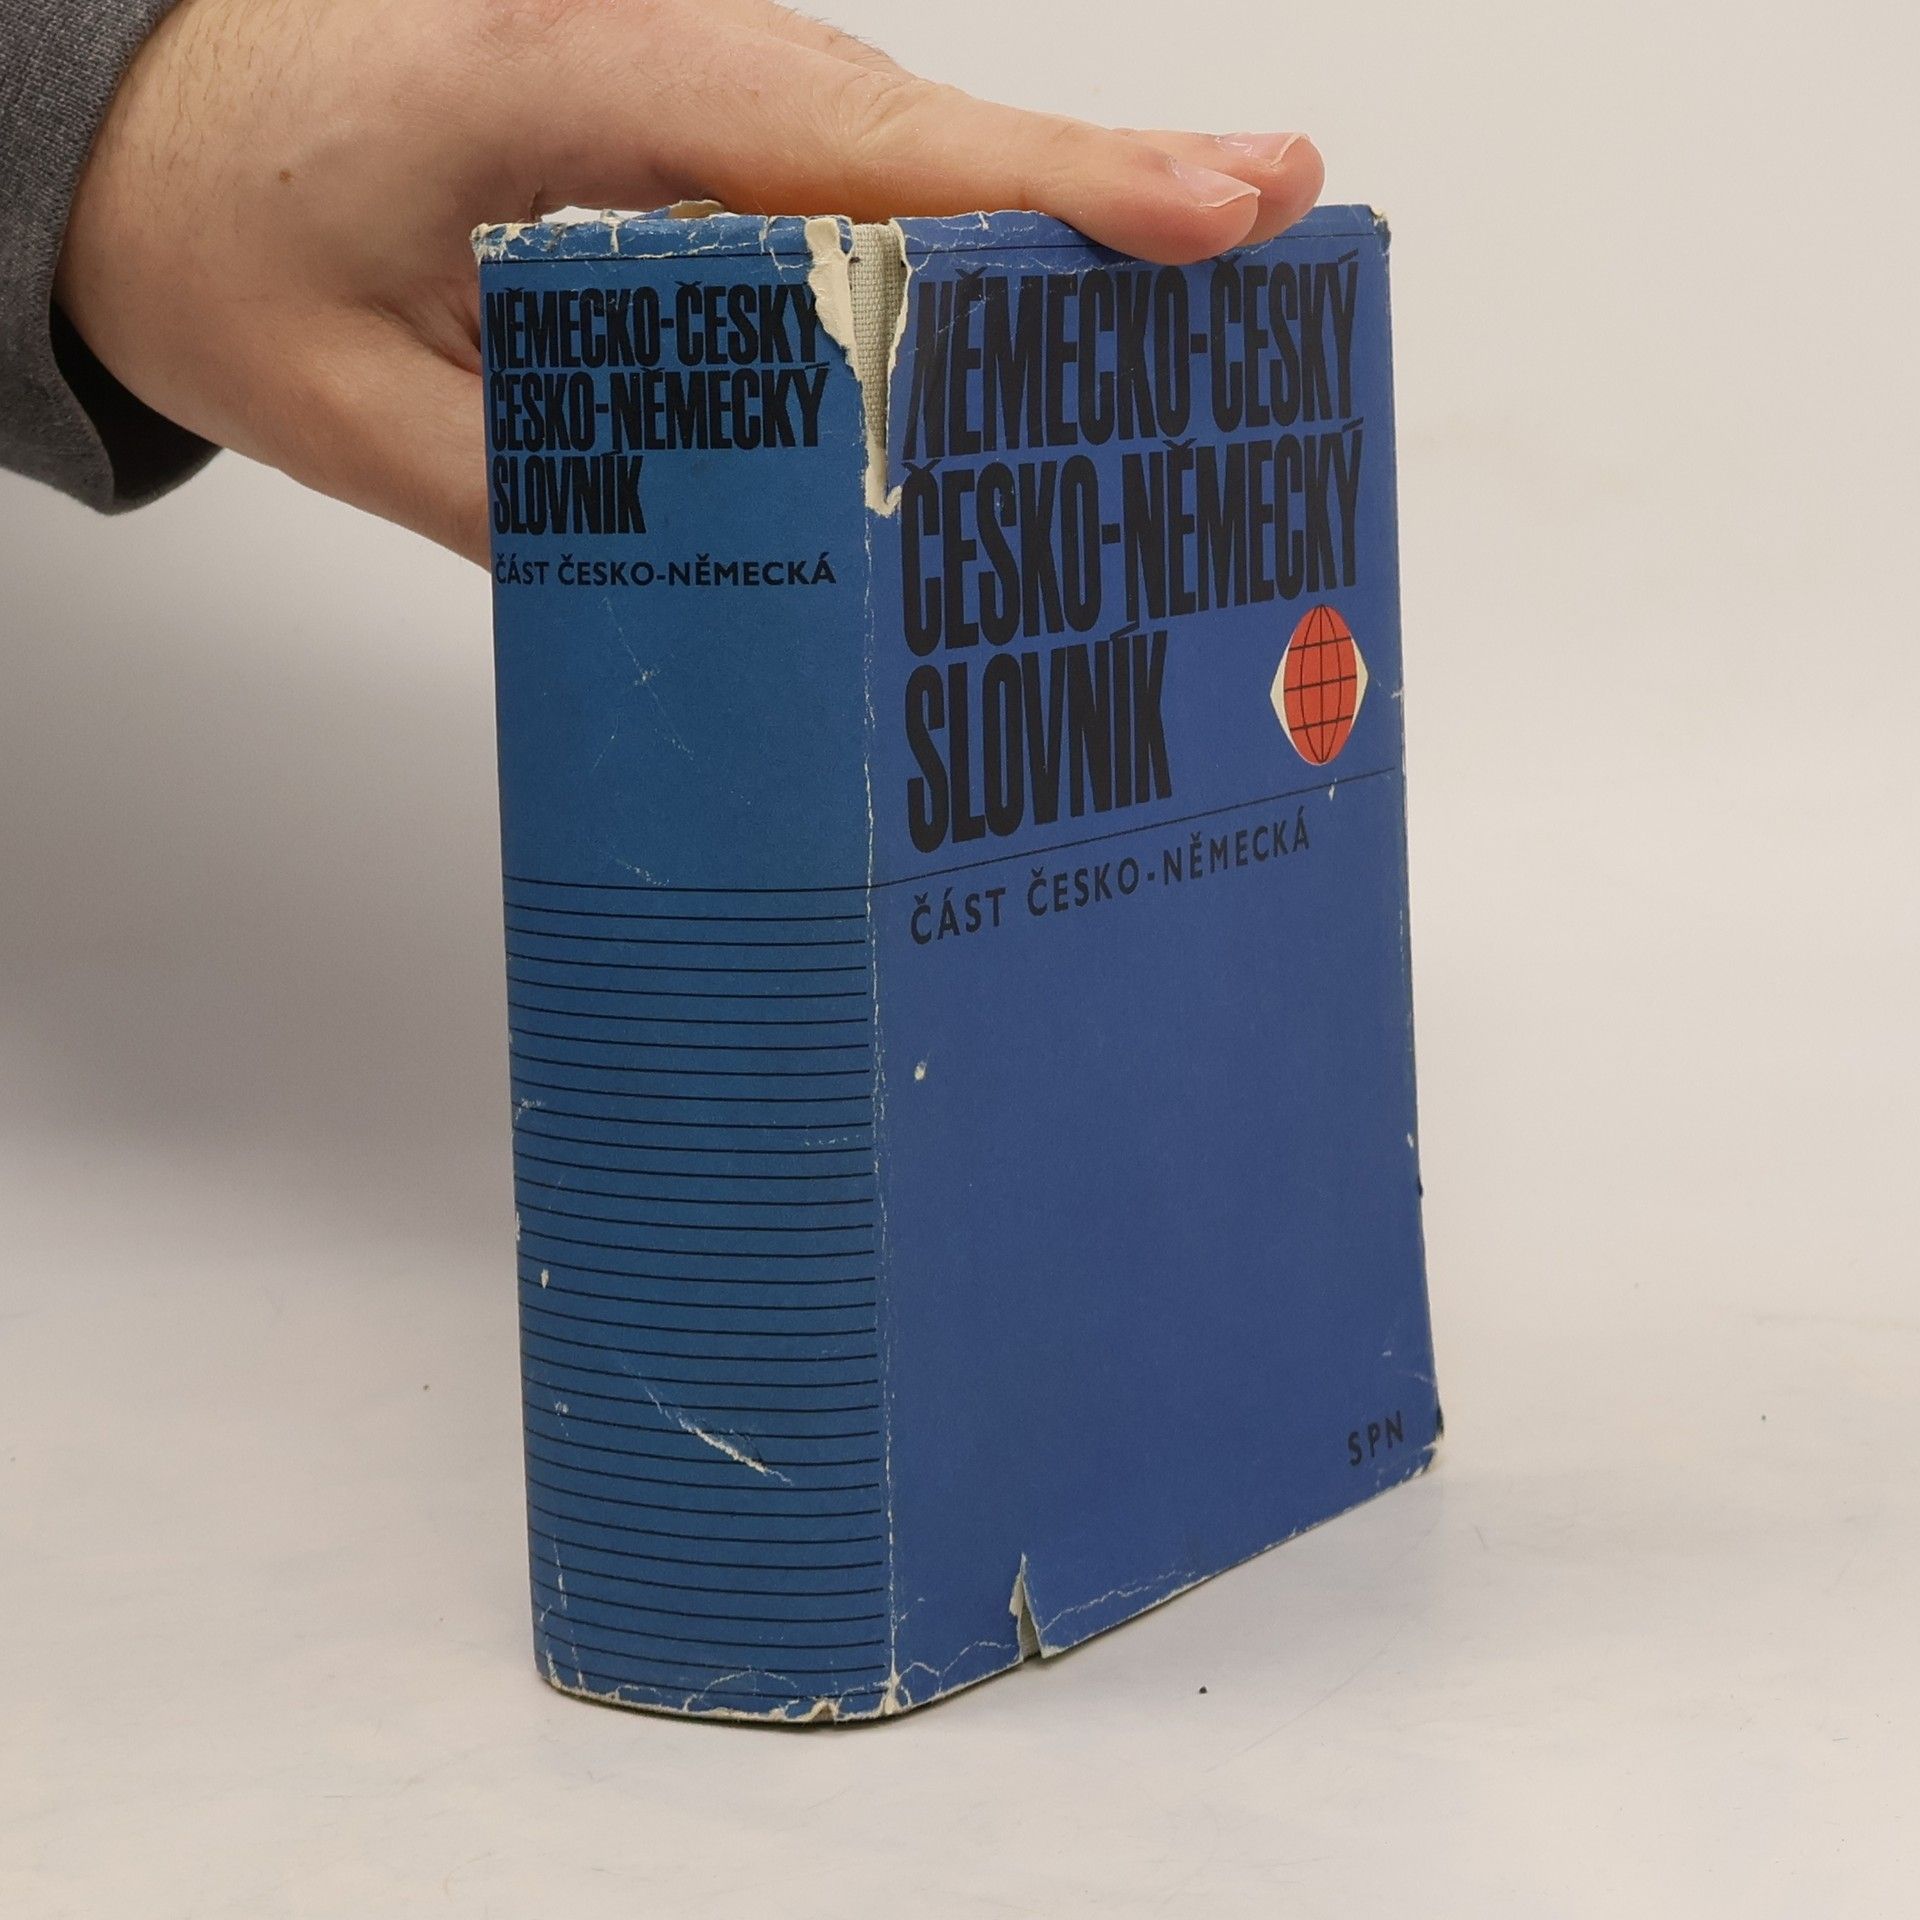 NĚMECKO-ČESKÝ
ČESKO-NĚMECKÝ
SLOVNÍK
ČÁST ČESKO-NĚMECKÁ
NĚMECKO-ČESKÝ
ČESKO-NĚMECKÝ
SLOVNÍK
ČÁST ČESKO-NĚMECKÁ
SPN